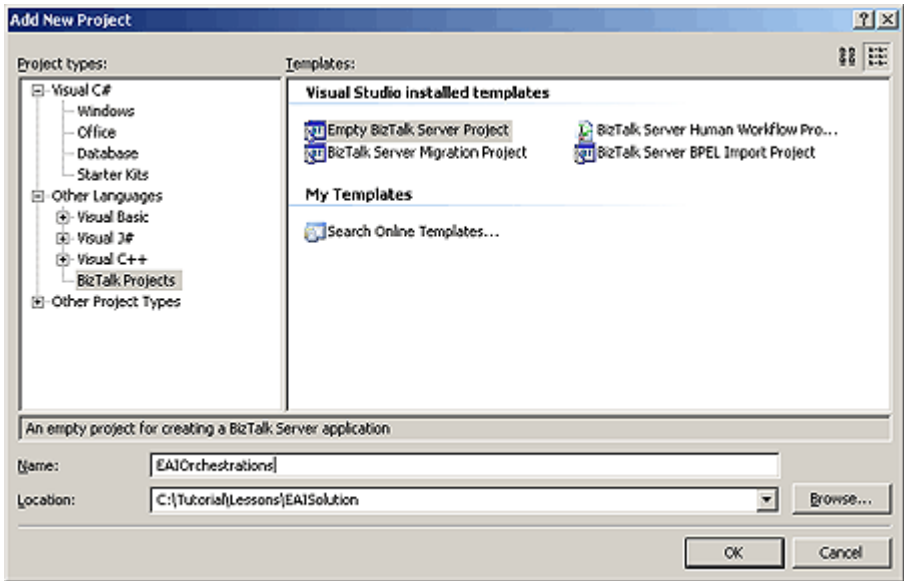 Add New Project
Project types:
Templates:
Visual C#
Windows
Office
Database
Starter Kits
Other Languages
Visual Basic
Visual J#
Visual C++
BizTalk Projects
Other Project Types
Visual Studio installed templates
Empty BizTalk Server Project
BizTalk Server Human Workflow Pro...
BizTalk Server Migration Project
BizTalk Server BPEL Import Project
My Templates
Search Online Templates...
An empty project for creating a BizTalk Server application
Name:
EAIOrchestrations
Location:
C:\Tutorial\Lessons\EAISolution
Browse...
OK
Cancel